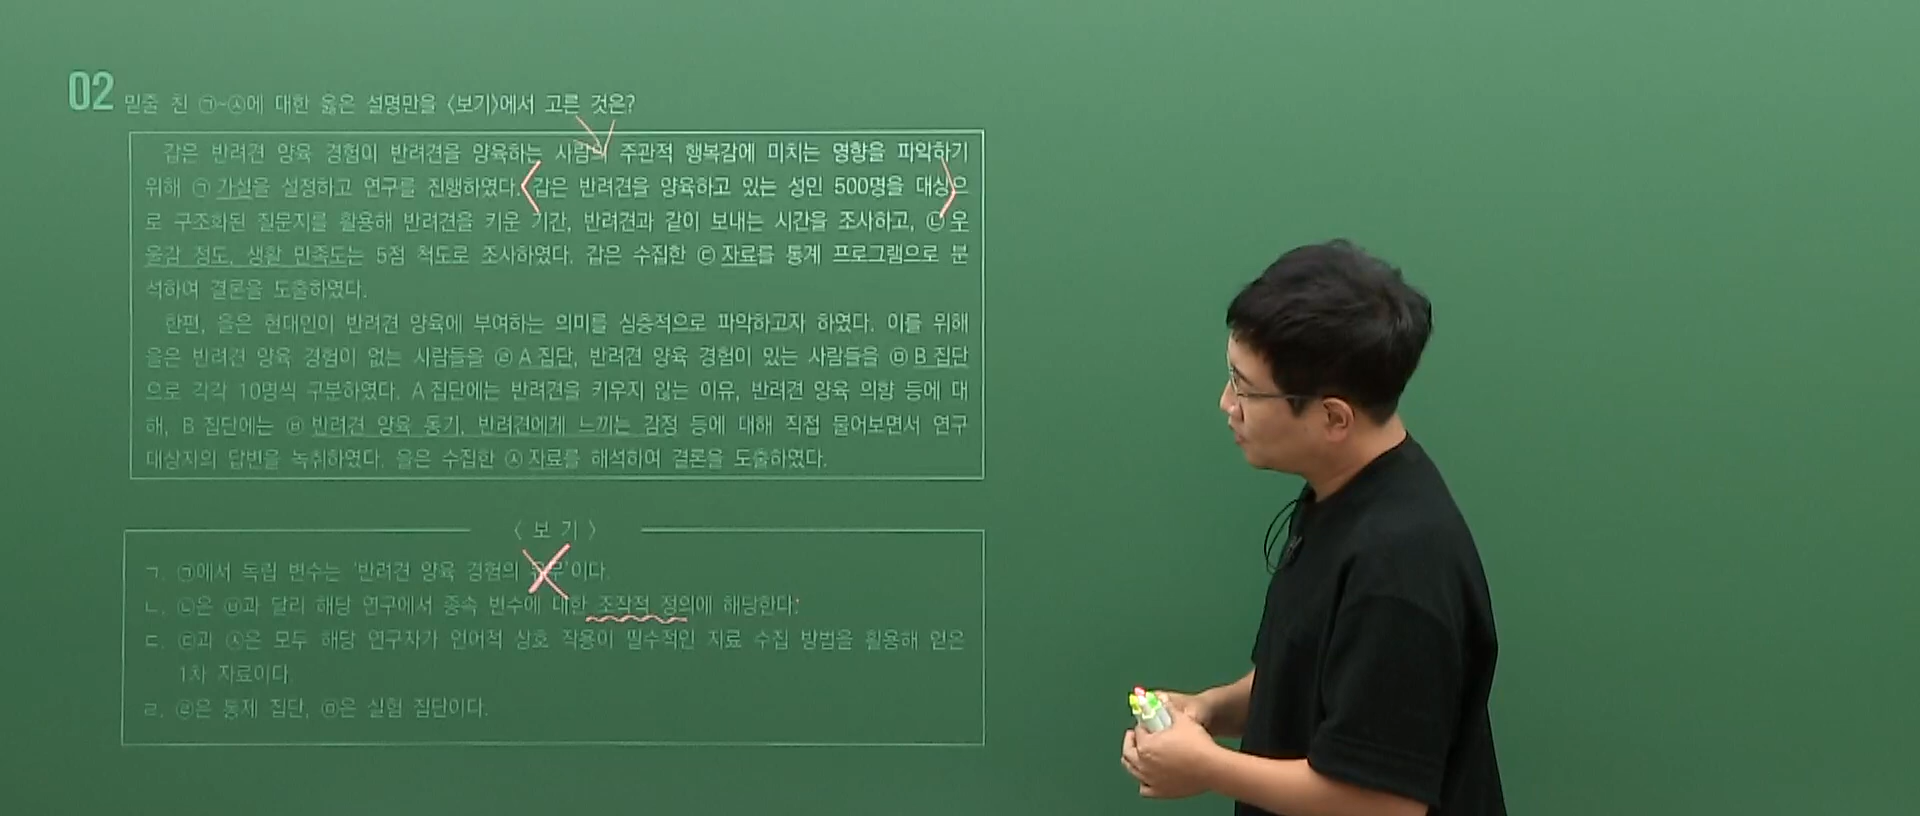 02 밑줄 친 ㉠~㉦에 대한 옳은 설명만을 〈보기〉에서 고른 것은?
갑은 반려견 양육 경험이 반려견을 양육하는 사람의 주관적 행복감에 미치는 영향을 파악하기
위해 ㉠ 가설을 설정하고 연구를 진행하였다. 갑은 반려견을 양육하고 있는 성인 500명을 대상으
로 구조화된 질문지를 활용해 반려견을 키운 기간, 반려견과 같이 보내는 시간을 조사하고, ㉡ 우
울감 정도, 생활 만족도는 5점 척도로 조사하였다. 갑은 수집한 ㉢ 자료를 통계 프로그램으로 분
석하여 결론을 도출하였다.
한편, 을은 현대인이 반려견 양육에 부여하는 의미를 심층적으로 파악하고자 하였다. 이를 위해
을은 반려견 양육 경험이 없는 사람들을 ㉣ A 집단, 반려견 양육 경험이 있는 사람들을 ㉤ B 집단
으로 각각 10명씩 구분하였다. A 집단에는 반려견을 키우지 않는 이유, 반려견 양육 의향 등에 대
해, B 집단에는 ㉥ 반려견 양육 동기, 반려견에게 느끼는 감정 등에 대해 직접 물어보면서 연구
대상자의 답변을 녹취하였다. 을은 수집한 ㉦ 자료를 해석하여 결론을 도출하였다.
〈 보 기 〉
ㄱ. ㉠에서 독립 변수는 '반려견 양육 경험의 유무'이다.
ㄴ. ㉡은 ㉥과 달리 해당 연구에서 종속 변수에 대한 조작적 정의에 해당한다.
ㄷ. ㉢과 ㉦은 모두 해당 연구자가 언어적 상호 작용이 필수적인 자료 수집 방법을 활용해 얻은
1차 자료이다.
ㄹ. ㉣은 통제 집단, ㉤은 실험 집단이다.